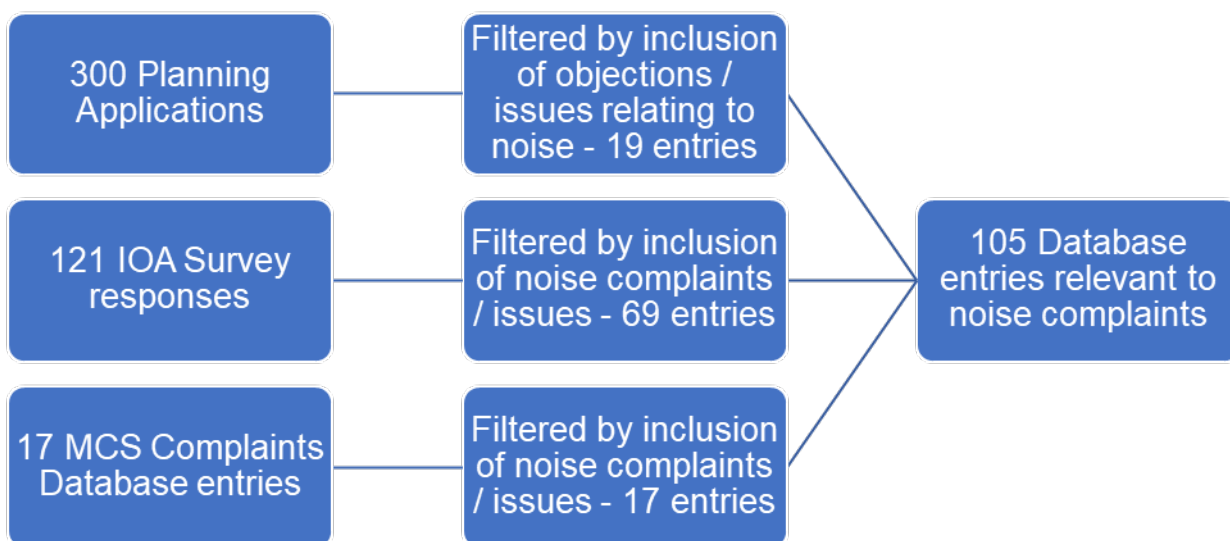 300 Planning
Applications
Filtered by inclusion
of objections /
issues relating to
noise - 19 entries
121 IOA Survey
responses
Filtered by inclusion
of noise complaints
/ issues - 69 entries
105 Database
entries relevant to
noise complaints
17 MCS Complaints
Database entries
Filtered by inclusion
of noise complaints
/ issues - 17 entries